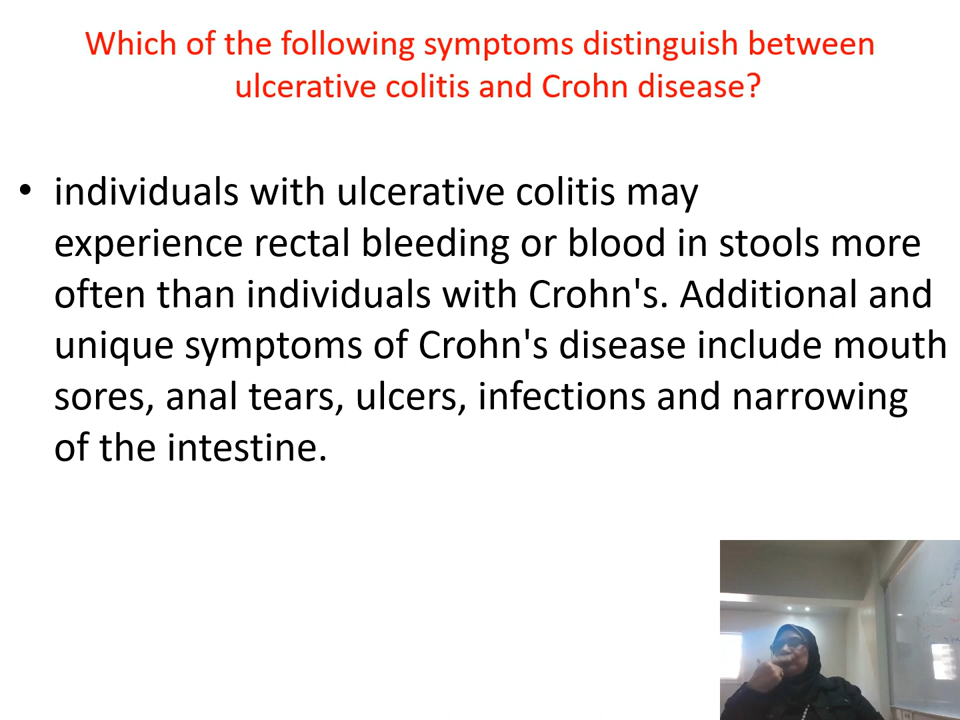 Which of the following symptoms distinguish between
ulcerative colitis and Crohn disease?
• individuals with ulcerative colitis may
experience rectal bleeding or blood in stools more
often than individuals with Crohn's. Additional and
unique symptoms of Crohn's disease include mouth
sores, anal tears, ulcers, infections and narrowing
of the intestine.